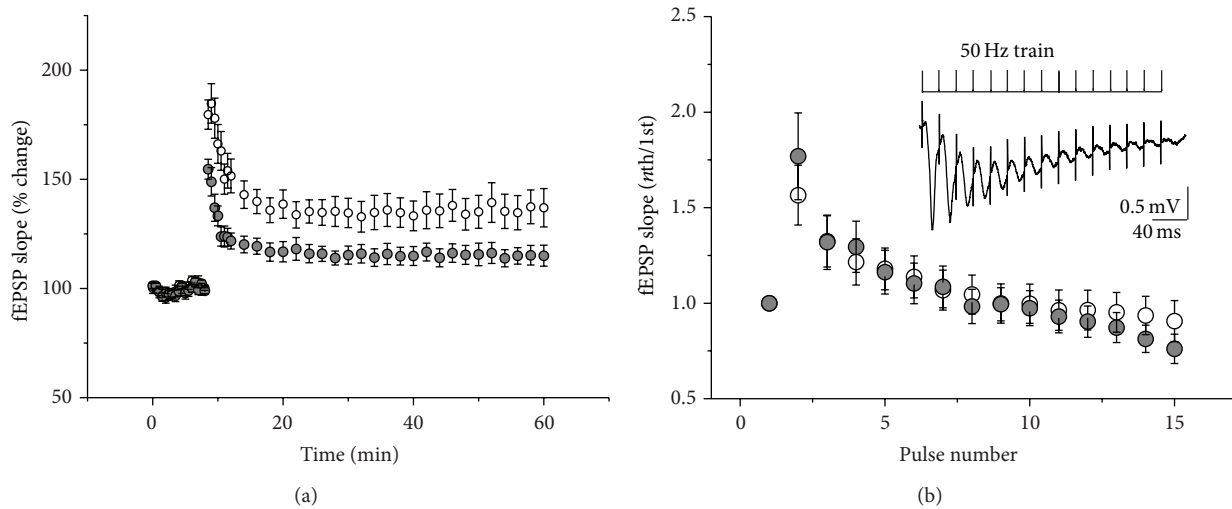 200
150
100
50
fEPSP slope (% change)
0
20
40
60
Time (min)
(a)
2.5
2.0
1.5
1.0
0.5
fEPSP slope (nth/1st)
50 Hz train
0.5 mV
40 ms
0
5
10
15
Pulse number
(b)